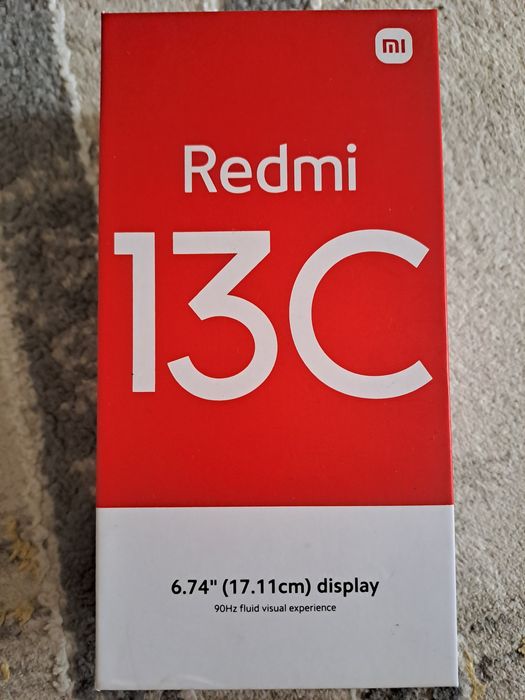 mi
Redmi
13C
6.74" (17.11cm) display
90Hz fluid visual experience